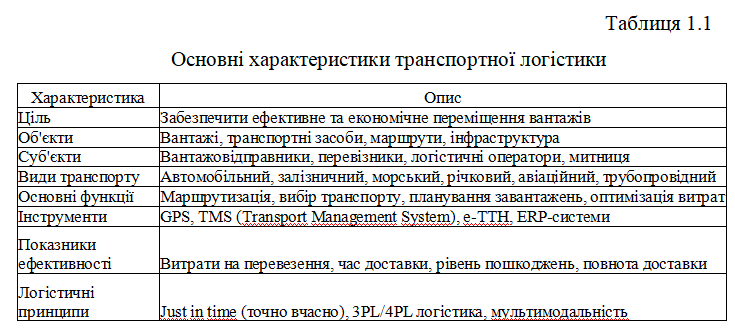 Таблиця 1.1
Основні характеристики транспортної логістики
Характеристика Опис
Ціль Забезпечити ефективне та економічне переміщення вантажів
Об'єкти Вантажі, транспортні засоби, маршрути, інфраструктура
Суб'єкти Вантажовідправники, перевізники, логістичні оператори, митниця
Види транспорту Автомобільний, залізничний, морський, річковий, авіаційний, трубопровідний
Основні функції Маршрутизація, вибір транспорту, планування завантажень, оптимізація витрат
Інструменти GPS, TMS (Transport Management System), e-TTH, ERP-системи
Показники
ефективності Витрати на перевезення, час доставки, рівень пошкоджень, повнота доставки
Логістичні
принципи Just in time (точно вчасно), 3PL/4PL логістика, мультимодальність